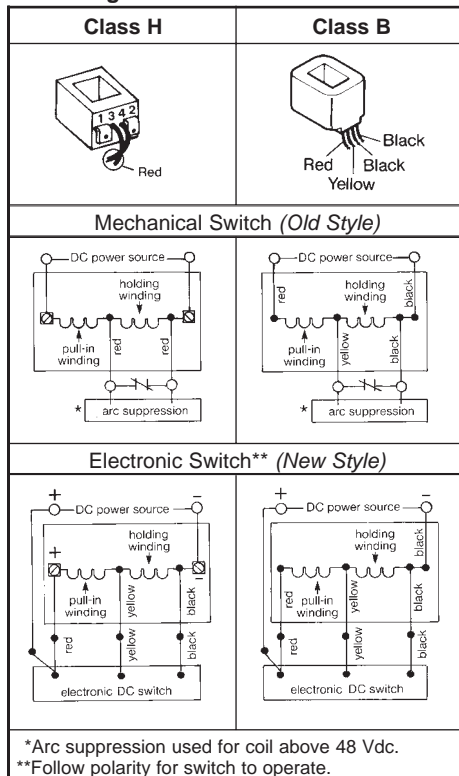 Class H
Class B
1 3 4 2
Red
Black
Red
Black
Yellow
Mechanical Switch (Old Style)
DC power source
holding
winding
pull-in
winding
red
red
* arc suppression
DC power source
red
holding
winding
black
pull-in
winding
yellow
black
* arc suppression
Electronic Switch** (New Style)
+ –
DC power source
+
holding
winding
–
pull-in
winding
yellow
black
red
yellow
black
electronic DC switch
+ –
DC power source
holding
winding
black
red
pull-in
winding
yellow
black
red
yellow
black
electronic DC switch
*Arc suppression used for coil above 48 Vdc.
**Follow polarity for switch to operate.